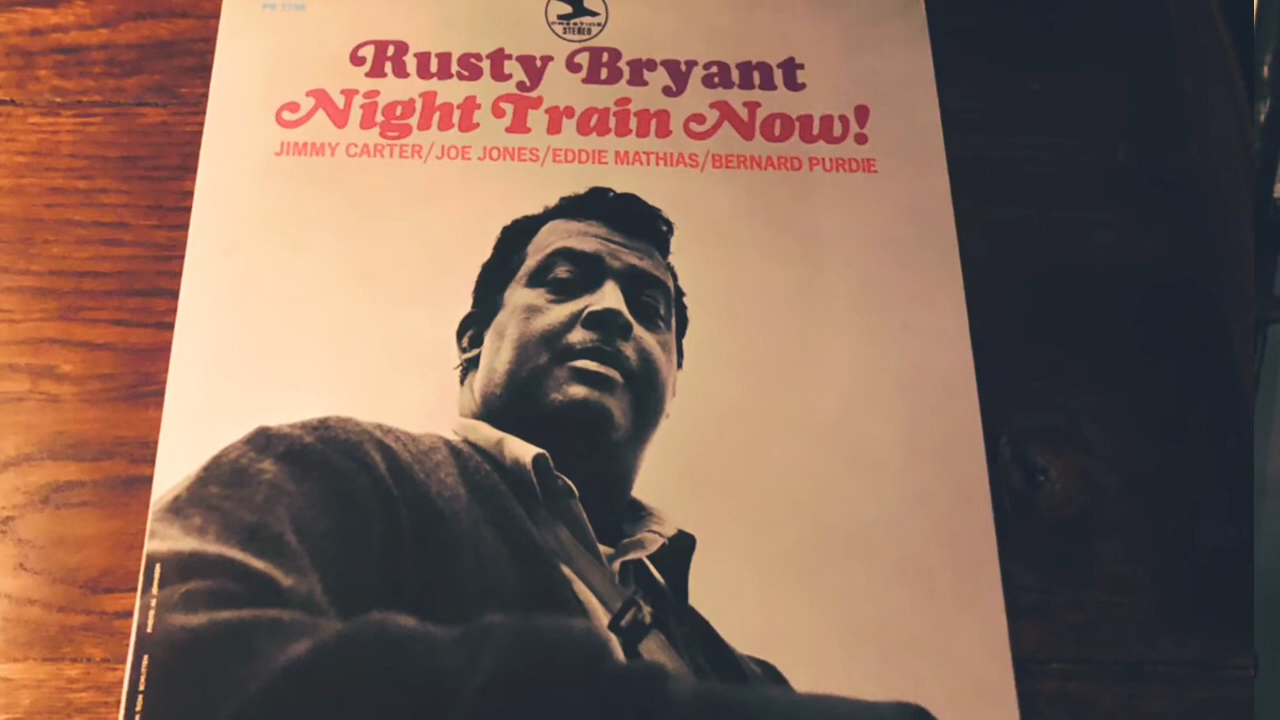 PRESTIGE
STEREO
Rusty Bryant
Night Train Now!
JIMMY CARTER/JOE JONES/EDDIE MATHIAS/BERNARD PURDIE